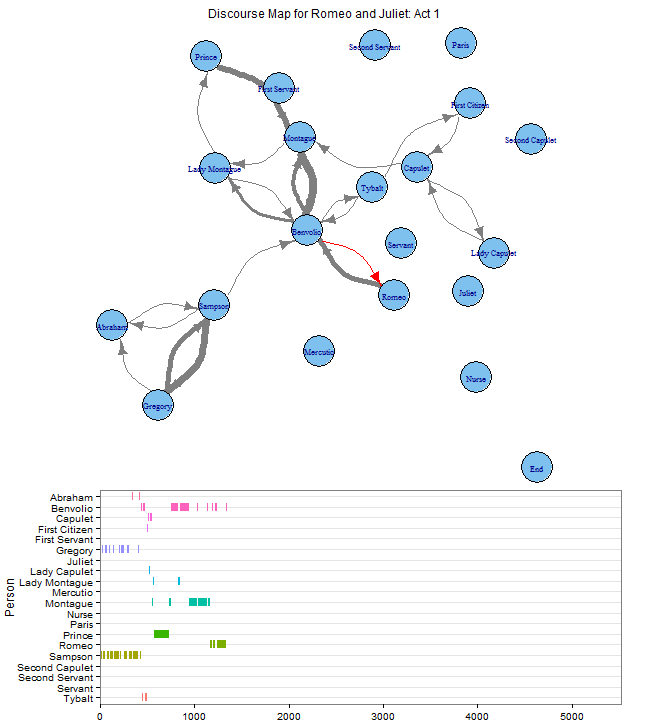 Discourse Map for Romeo and Juliet: Act 1
Second Servant
Paris
Prince
First Servant
First Citizen
Montague
Second Capulet
Lady Montague
Capulet
Tybalt
Benvolio
Servant
Lady Capulet
Romeo
Juliet
Sampson
Abraham
Mercutio
Nurse
Gregory
End
Person
Abraham
Benvolio
Capulet
First Citizen
First Servant
Gregory
Juliet
Lady Capulet
Lady Montague
Mercutio
Montague
Nurse
Paris
Prince
Romeo
Sampson
Second Capulet
Second Servant
Servant
Tybalt
0 1000 2000 3000 4000 5000